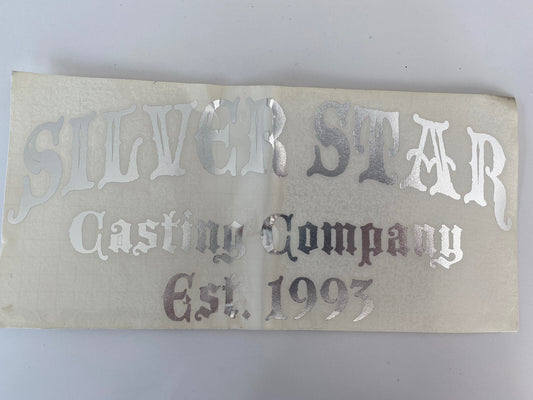 SILVER STAR
Casting Company
Est. 1993